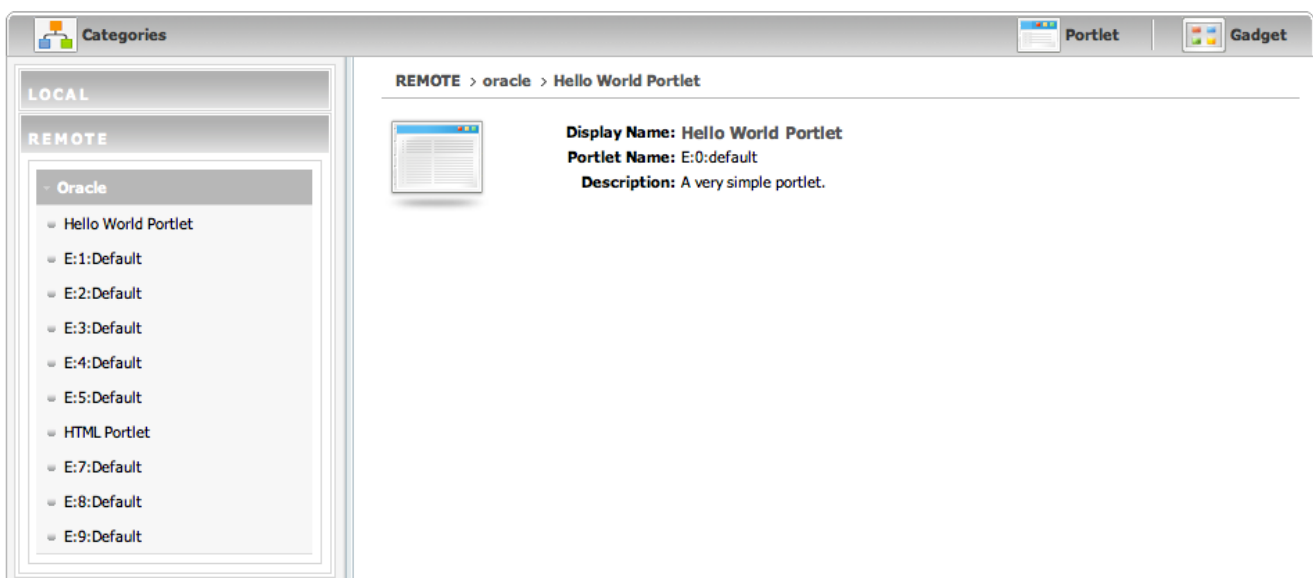 Categories
Portlet
Gadget
LOCAL
REMOTE
Oracle
Hello World Portlet
E:1:Default
E:2:Default
E:3:Default
E:4:Default
E:5:Default
HTML Portlet
E:7:Default
E:8:Default
E:9:Default
REMOTE > oracle > Hello World Portlet
Display Name: Hello World Portlet
Portlet Name: E:0:default
Description: A very simple portlet.